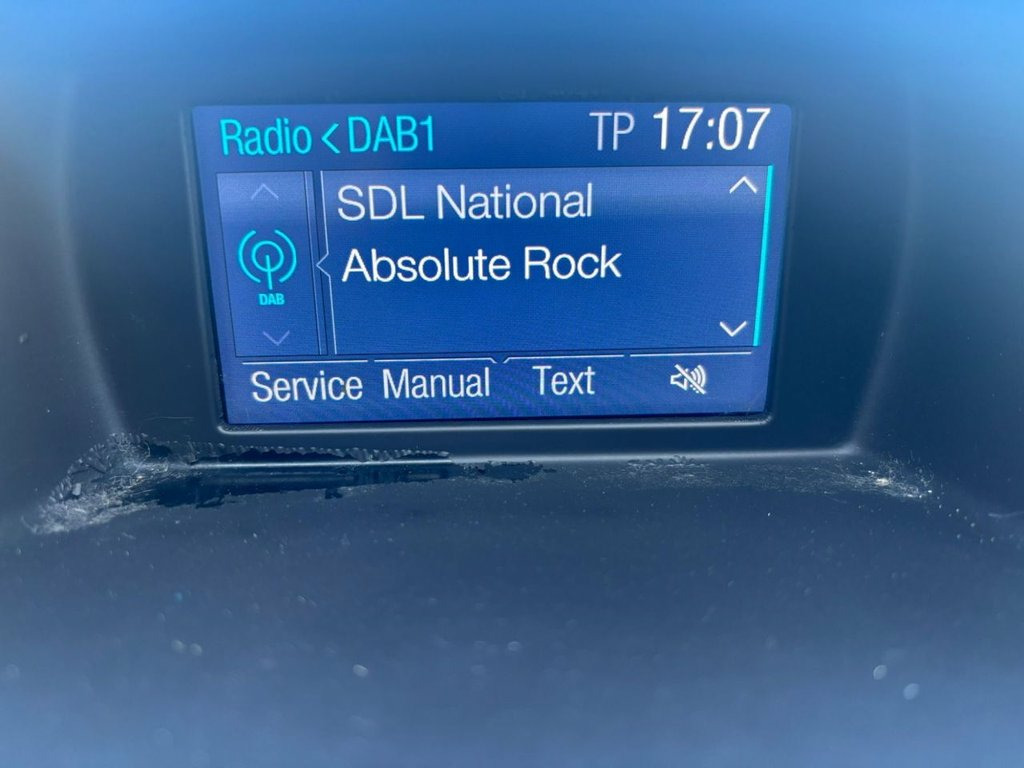 Radio < DAB1 TP 17:07
SDL National
Absolute Rock
DAB
Service Manual Text